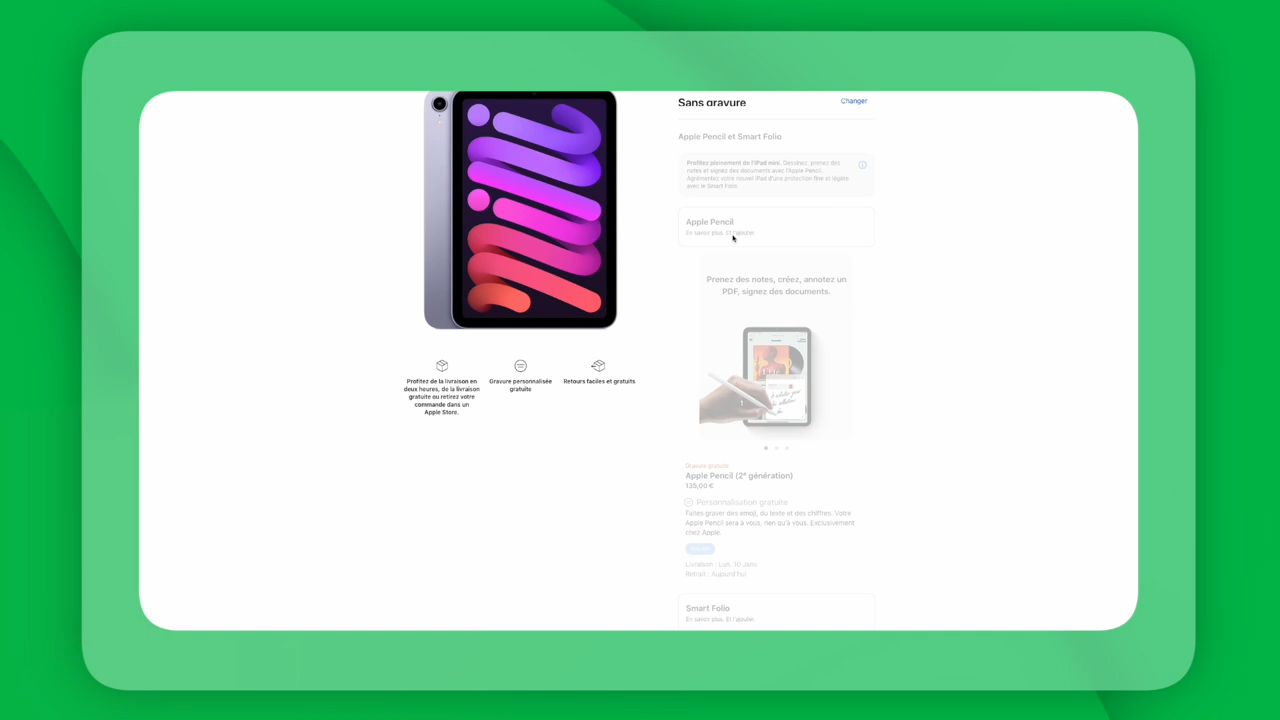 Sans gravure
Changer
Apple Pencil et Smart Folio
Profitez pleinement de l'iPad mini. Dessinez, prenez des
notes et signez des documents avec l'Apple Pencil.
Agrémentez votre nouvel iPad d'une protection fine et légère
avec le Smart Folio.
Apple Pencil
En savoir plus. Et l'ajouter.
Prenez des notes, créez, annotez un
PDF, signez des documents.
Profitez de la livraison en
deux heures, de la livraison
gratuite ou retirez votre
commande dans un
Apple Store.
Gravure personnalisée
gratuite
Retours faciles et gratuits
Gravure gratuite
Apple Pencil (2ᵉ génération)
135,00 €
Personnalisation gratuite
Faites graver des emoji, du texte et des chiffres. Votre
Apple Pencil sera à vous, rien qu'à vous. Exclusivement
chez Apple.
Livraison : Lun. 10 Janv.
Retrait : Aujourd'hui
Smart Folio
En savoir plus. Et l'ajouter.